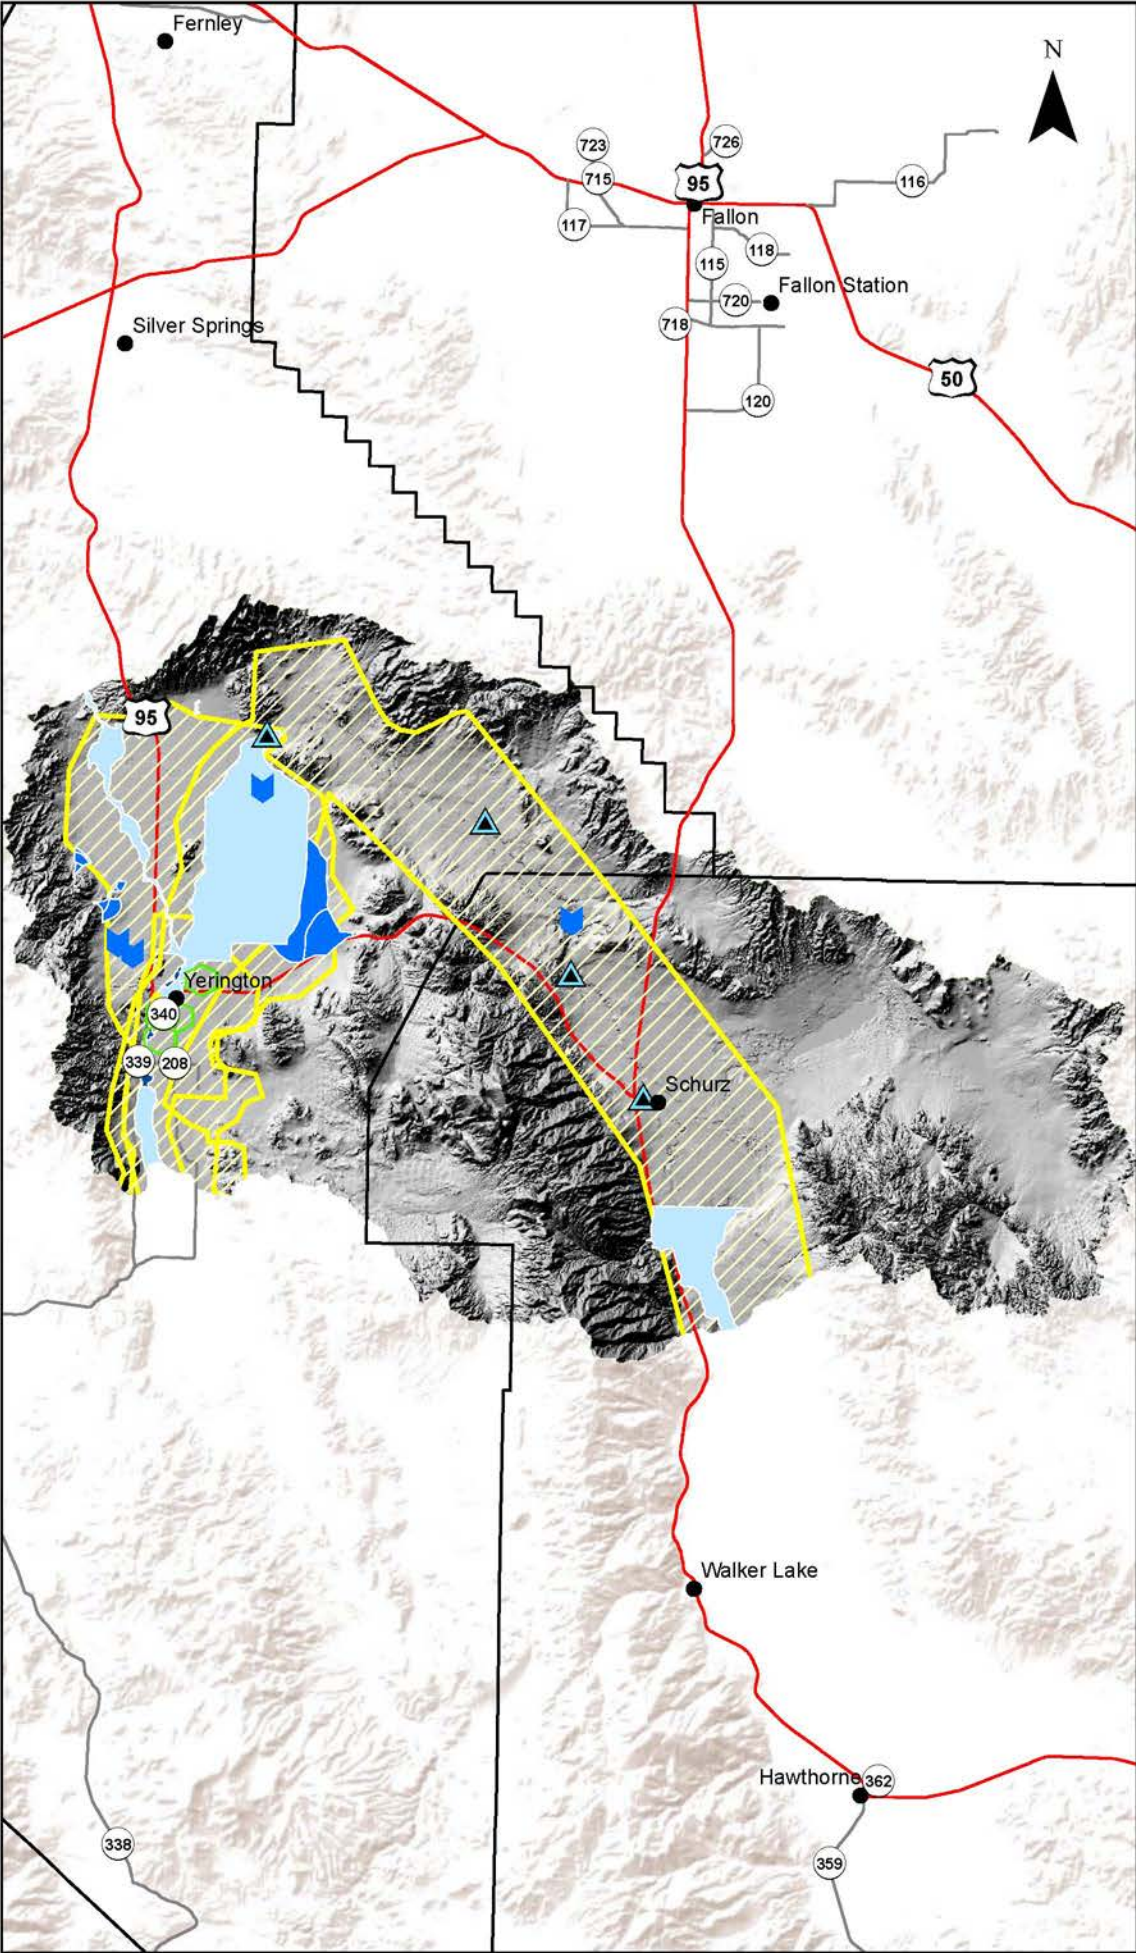 Fernley
N
723
726
715
95
116
117
Fallon
118
115
Fallon Station
720
718
Silver Springs
50
120
95
Yerington
340
339
208
Schurz
Walker Lake
Hawthorne
362
338
359